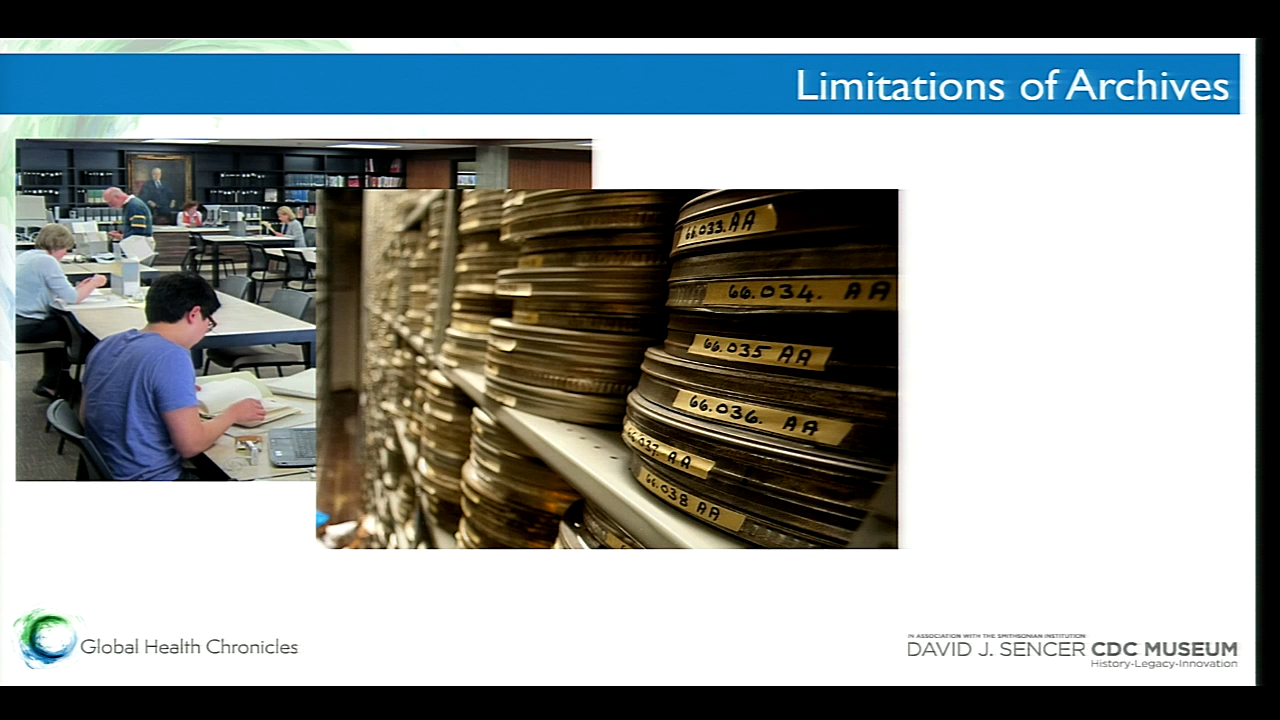 Limitations of Archives
66.033.AA
66.034. AA
66.035 AA
66.036. AA
66.037. AA
66.038 AA
Global Health Chronicles
IN ASSOCIATION WITH THE SMITHSONIAN INSTITUTION
DAVID J. SENCER CDC MUSEUM
History-Legacy-Innovation